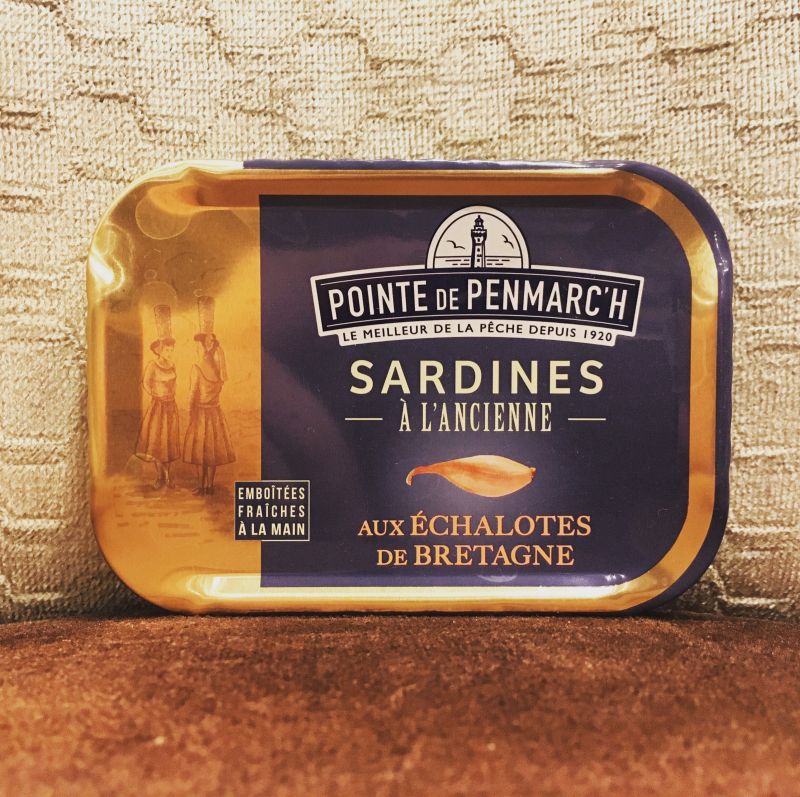 POINTE DE PENMARC'H
LE MEILLEUR DE LA PÊCHE DEPUIS 1920
SARDINES
À L'ANCIENNE
EMBOÎTÉES
FRAÎCHES
À LA MAIN
AUX ÉCHALOTES
DE BRETAGNE